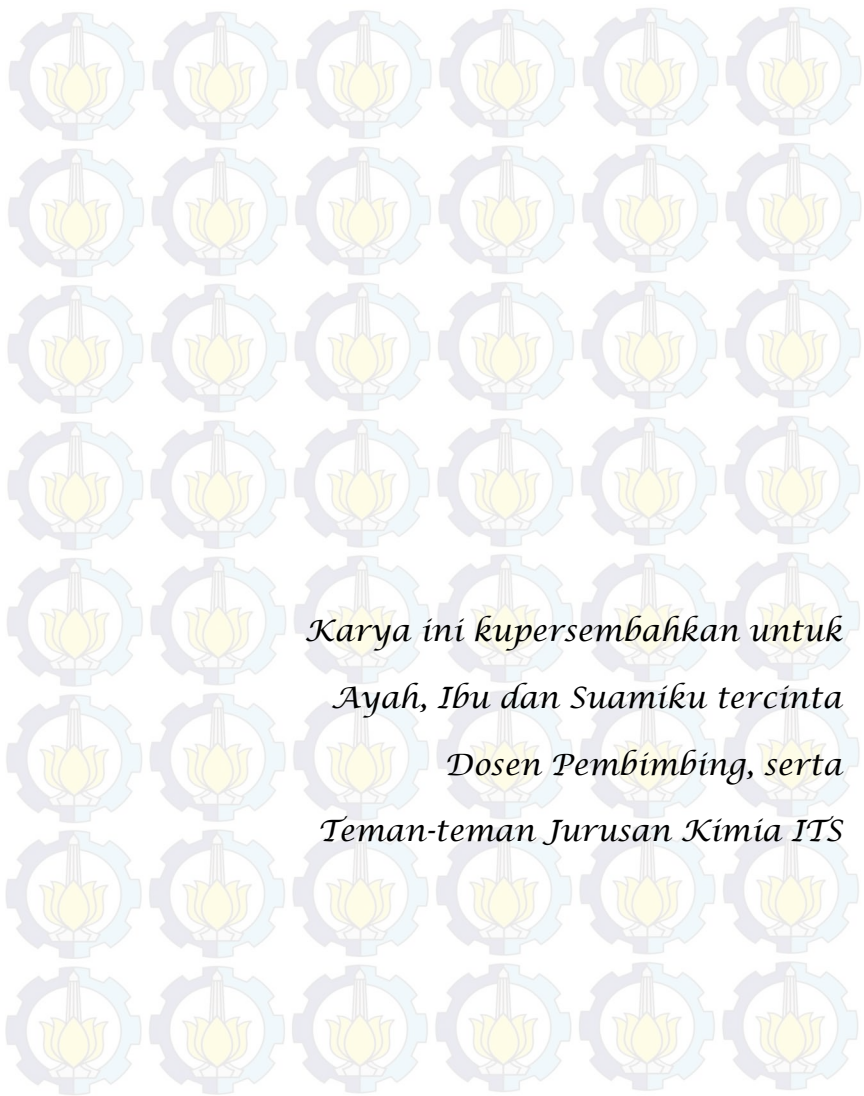 Karya ini kupersembahkan untuk
Ayah, Ibu dan Suamiku tercinta
Dosen Pembimbing, serta
Teman-teman Jurusan Kimia ITS